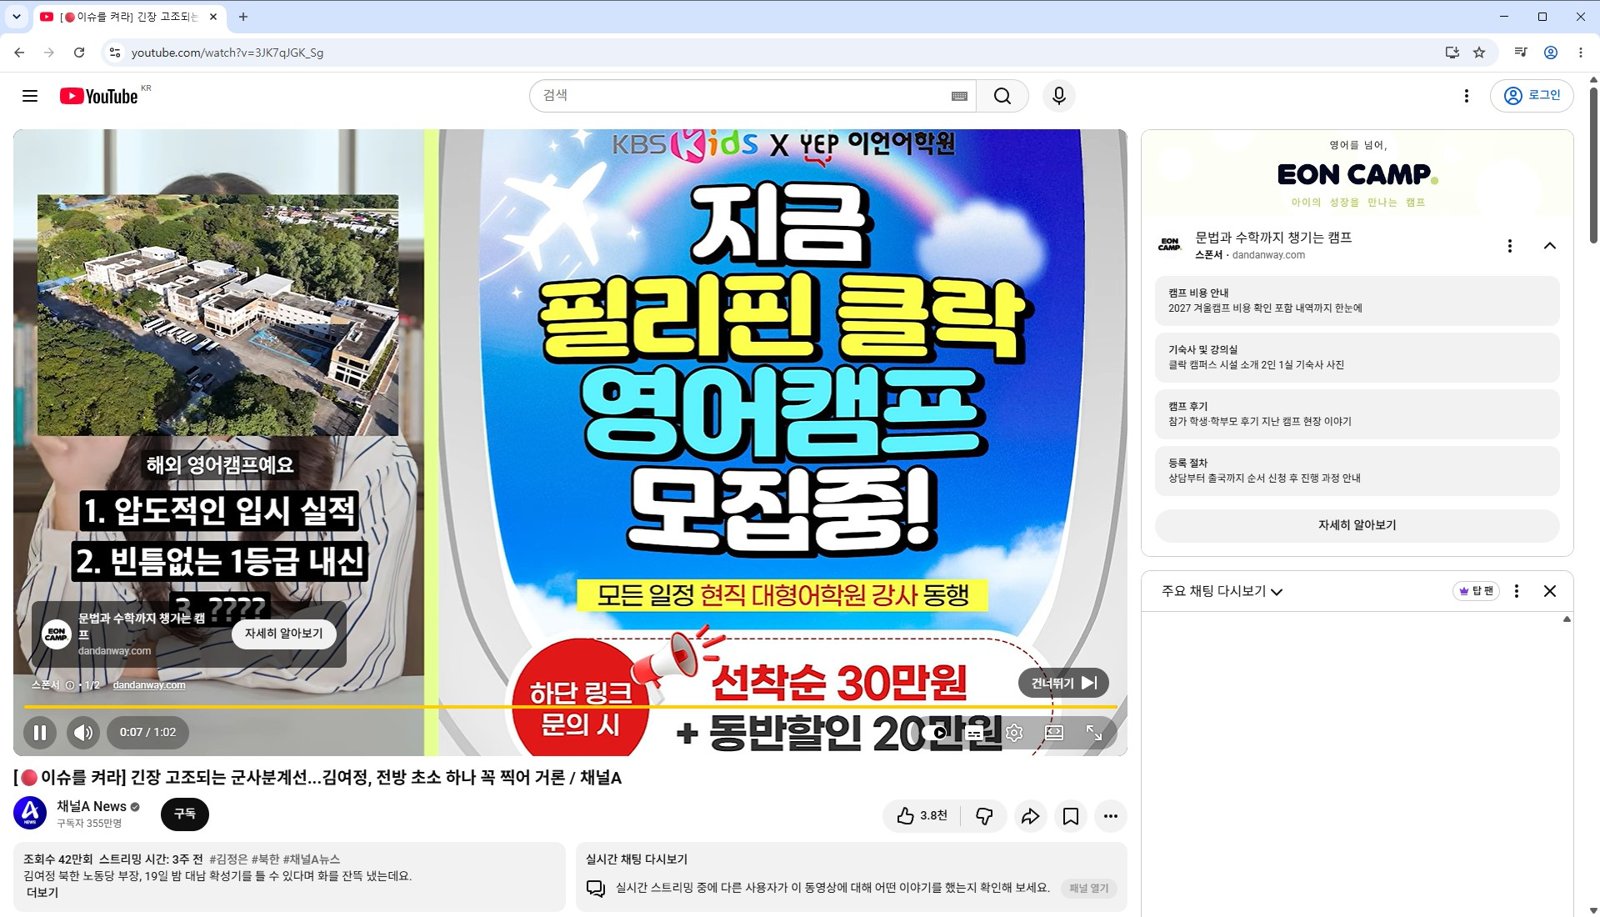 [🔴이슈를 켜라] 긴장 고조되는
youtube.com/watch?v=3JK7qJGK_Sg
YouTube KR
검색
로그인
KBS Kids X YEP 이언어학원
지금
필리핀 클락
영어캠프
모집중!
모든 일정 현직 대형어학원 강사 동행
하단 링크
문의 시
선착순 30만원
+ 동반할인 20만원
건너뛰기
해외 영어캠프예요
1. 압도적인 입시 실적
2. 빈틈없는 1등급 내신
3. ????
EON CAMP.
문법과 수학까지 챙기는 캠프
dandanway.com
자세히 알아보기
스폰서 · 1/2 dandanway.com
0:07 / 1:02
영어를 넘어,
EON CAMP.
아이의 성장을 만나는 캠프
EON CAMP.
문법과 수학까지 챙기는 캠프
스폰서 · dandanway.com
캠프 비용 안내
2027 겨울캠프 비용 확인 포함 내역까지 한눈에
기숙사 및 강의실
클락 캠퍼스 시설 소개 2인 1실 기숙사 사진
캠프 후기
참가 학생·학부모 후기 지난 캠프 현장 이야기
등록 절차
상담부터 출국까지 순서 신청 후 진행 과정 안내
자세히 알아보기
주요 채팅 다시보기
탑 팬
[🔴이슈를 켜라] 긴장 고조되는 군사분계선...김여정, 전방 초소 하나 꼭 찍어 거론 / 채널A
A NEWS
채널A News
구독자 355만명
구독
3.8천
조회수 42만회 스트리밍 시간: 3주 전 #김정은 #북한 #채널A뉴스
김여정 북한 노동당 부장, 19일 밤 대남 확성기를 틀 수 있다며 화를 잔뜩 냈는데요.
더보기
실시간 채팅 다시보기
실시간 스트리밍 중에 다른 사용자가 이 동영상에 대해 어떤 이야기를 했는지 확인해 보세요.
패널 열기